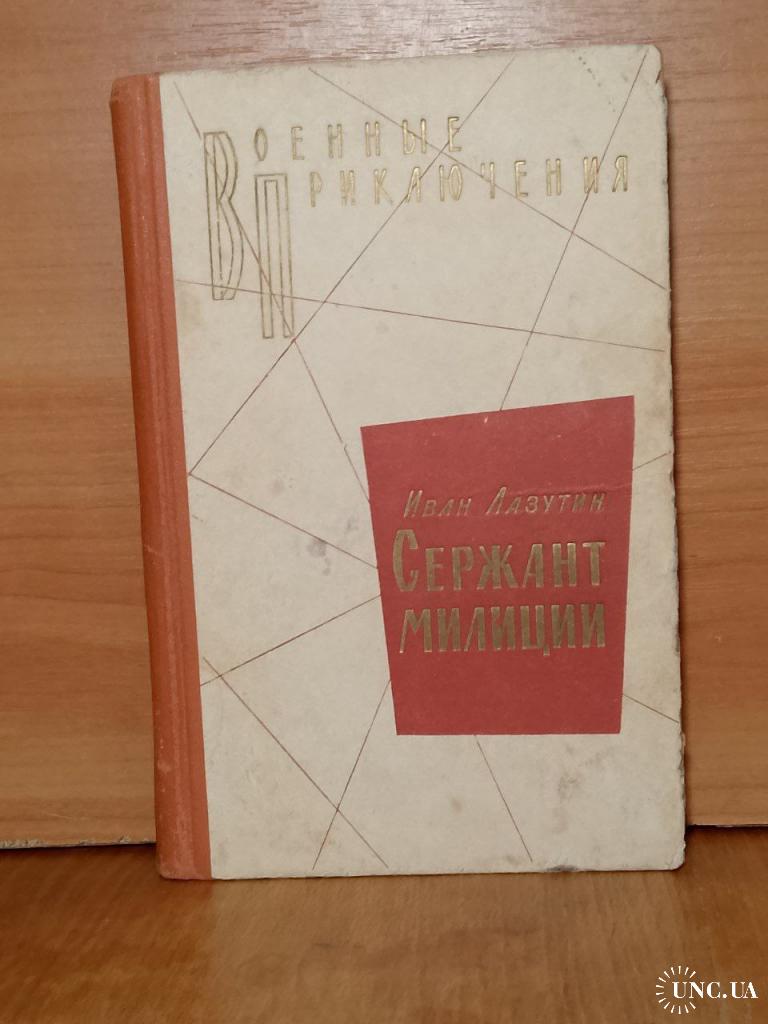 ВОЕННЫЕ
ПРИКЛЮЧЕНИЯ
ИВАН ЛАЗУТИН
СЕРЖАНТ
МИЛИЦИИ
UNC.UA